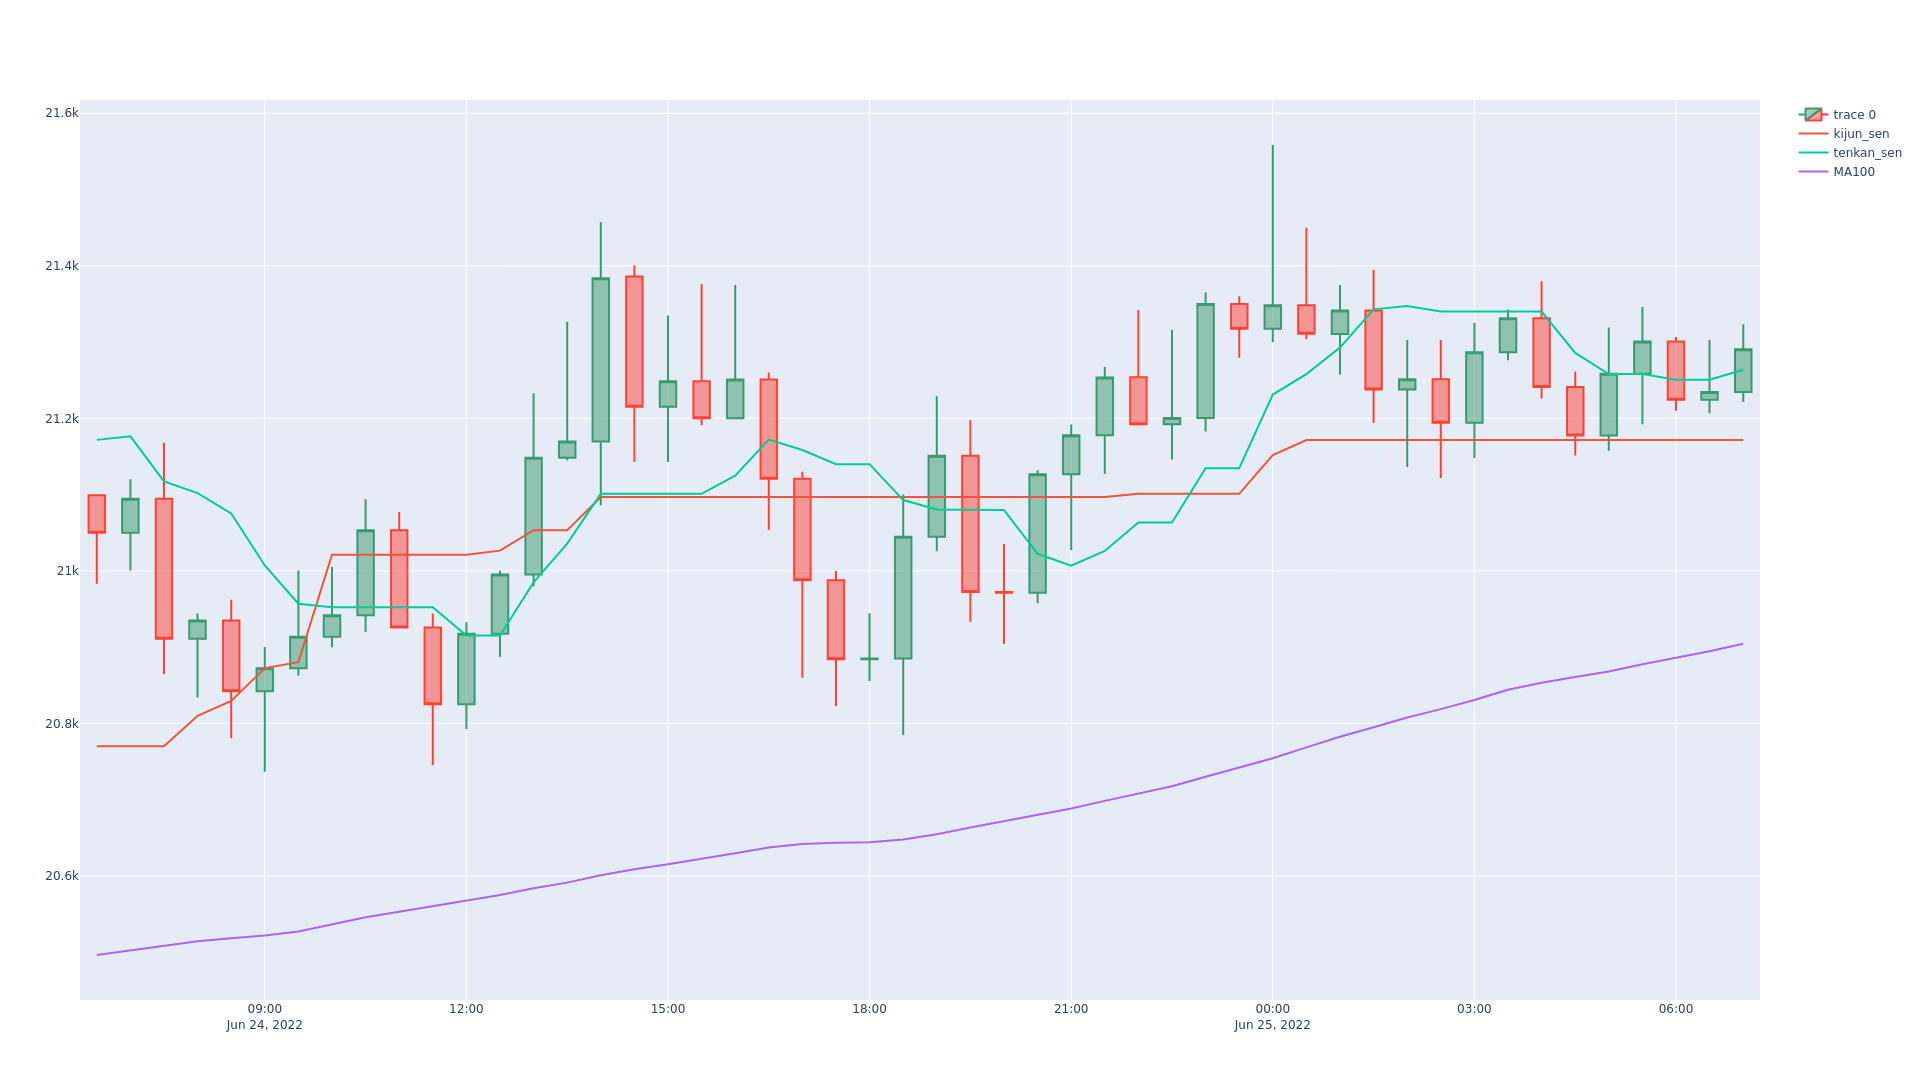 21.6k
21.4k
21.2k
21k
20.8k
20.6k
09:00 12:00 15:00 18:00 21:00 00:00 03:00 06:00
Jun 24, 2022 Jun 25, 2022
trace 0
kijun_sen
tenkan_sen
MA100